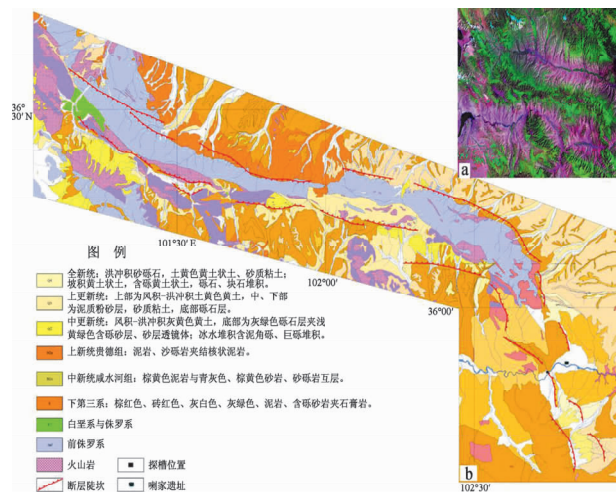 a
36°
30′N
101°30′E
102°00′
36°00′
图 例
全新统：洪冲积砂砾石，土黄色黄土状土、砂质粘土；
坡积黄土状土，含砾黄土状土，砾石、块石堆积。
上更新统：上部为风积-洪冲积土黄色黄土，中、下部
为泥质粉砂层，砂质粘土，底部砾石层。
中更新统：风积-洪冲积灰黄色黄土，底部为灰绿色砾石层夹浅
黄绿色含砂砾层、砂层透镜体；冰水堆积含泥角砾、巨砾堆积。
上新统贵德组：泥岩、沙砾岩夹结核状泥岩。
中新统咸水河组：棕黄色泥岩与青灰色、棕黄色砂岩、砂砾岩互层。
下第三系：棕红色、砖红色、灰白色、灰绿色、泥岩、含砾砂岩夹石膏岩。
白垩系与侏罗系
前侏罗系
火山岩
探槽位置
断层陡坎
喇家遗址
b
102°30′